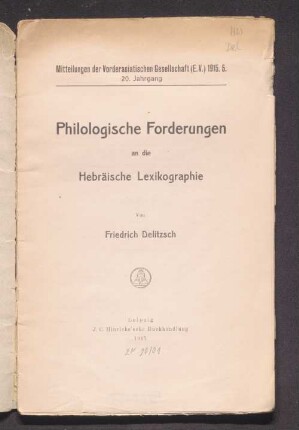 Mitteilungen der Vorderasiatischen Gesellschaft (E.V.) 1915. 5.
20. Jahrgang
Philologische Forderungen
an die
Hebräische Lexikographie
Von
Friedrich Delitzsch
Leipzig
J. C. Hinrichs'sche Buchhandlung
1915